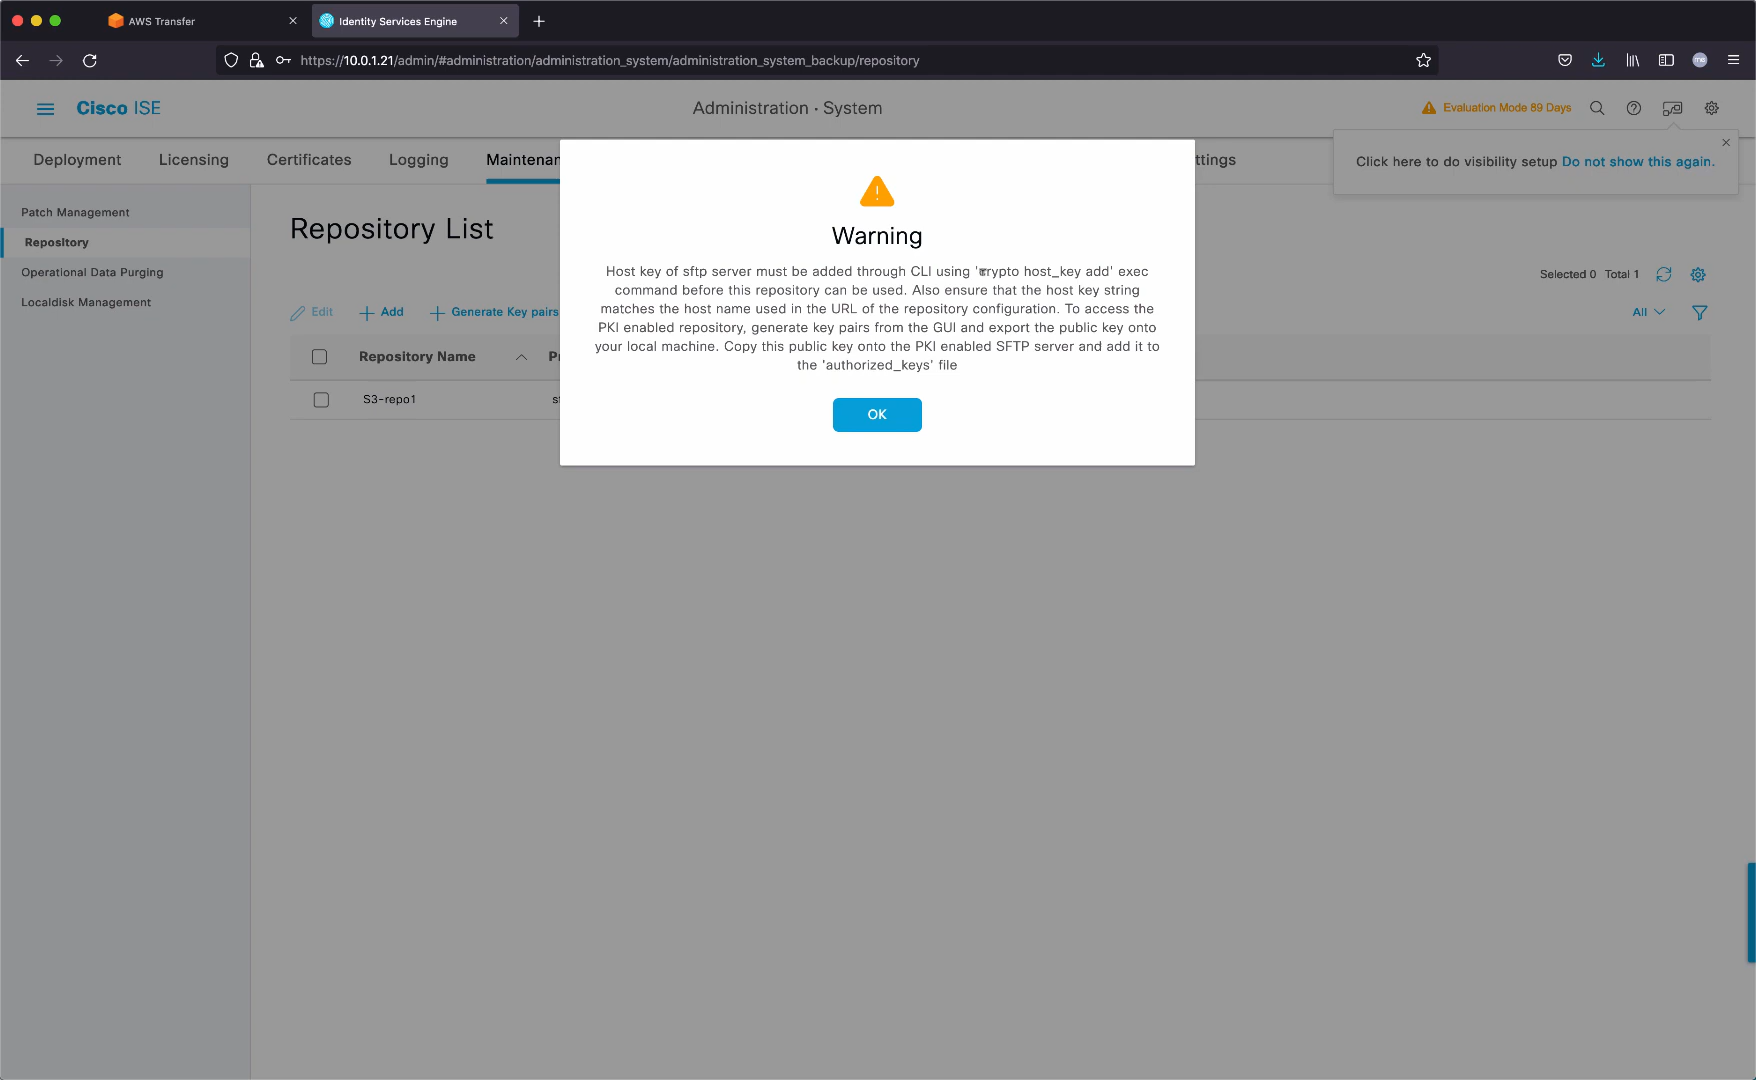 AWS Transfer
Identity Services Engine
https://10.0.1.21/admin/#administration/administration_system/administration_system_backup/repository
Cisco ISE
Administration · System
Evaluation Mode 89 Days
Deployment
Licensing
Certificates
Logging
Maintenan
ttings
Click here to do visibility setup Do not show this again.
Patch Management
Repository
Operational Data Purging
Localdisk Management
Repository List
Selected 0 Total 1
Edit
Add
Generate Key pairs
All
Repository Name
S3-repo1
Warning
Host key of sftp server must be added through CLI using 'crypto host_key add' exec
command before this repository can be used. Also ensure that the host key string
matches the host name used in the URL of the repository configuration. To access the
PKI enabled repository, generate key pairs from the GUI and export the public key onto
your local machine. Copy this public key onto the PKI enabled SFTP server and add it to
the 'authorized_keys' file
OK